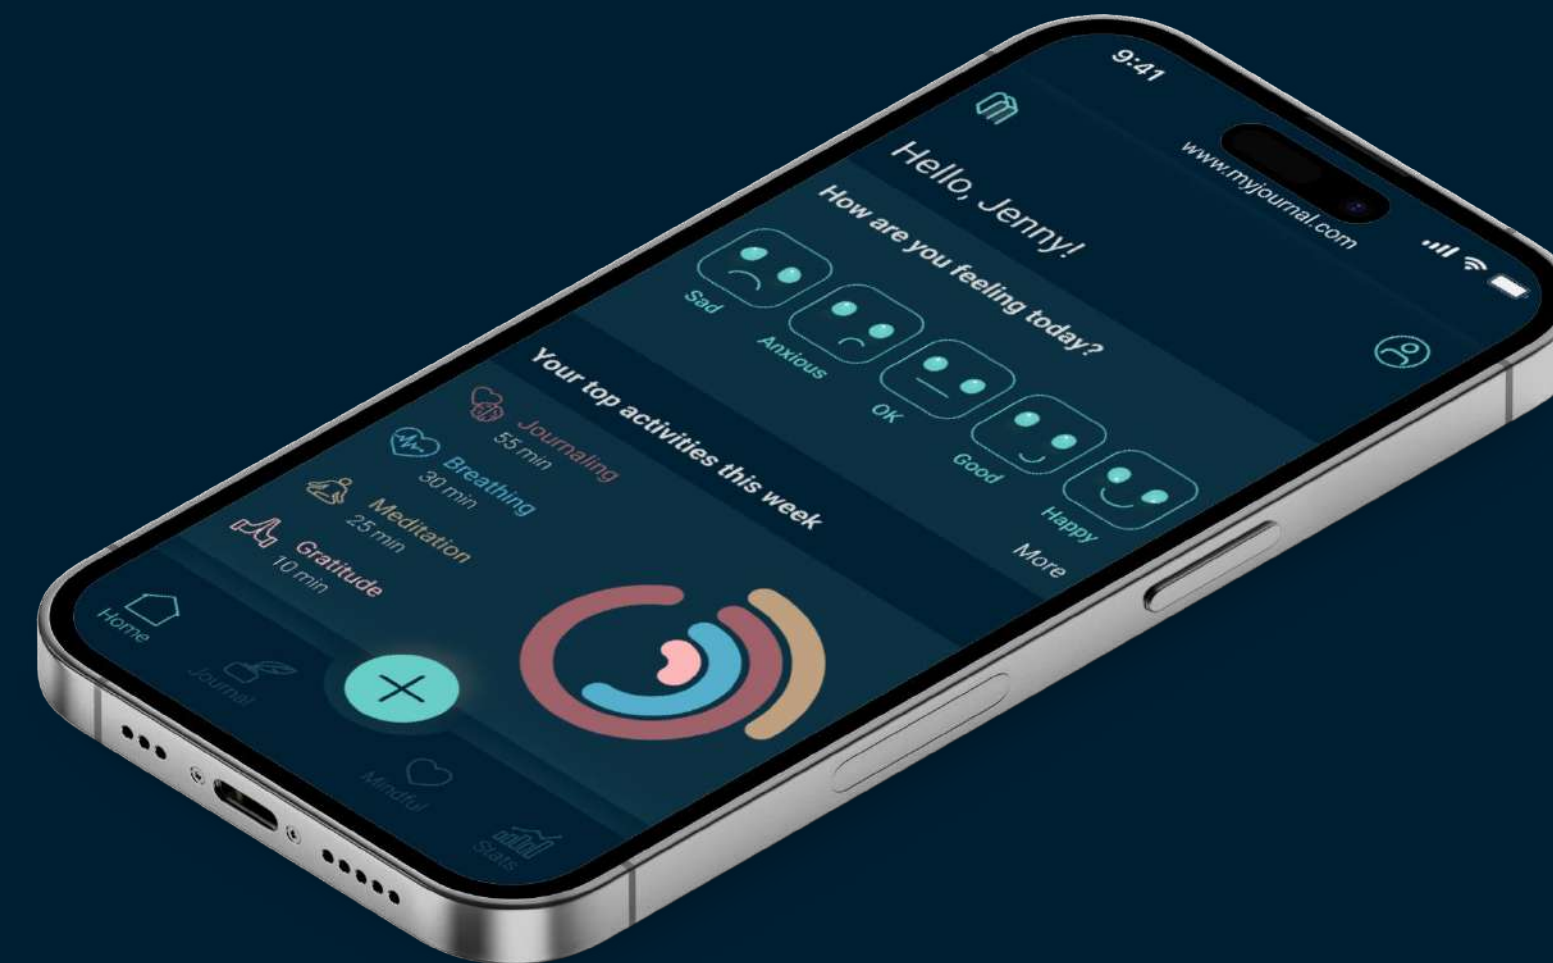 9:41
www.myjournal.com
Hello, Jenny!
How are you feeling today?
Sad
Anxious
OK
Good
Happy
Your top activities this week
More
Journaling
55 min
Breathing
30 min
Meditation
25 min
Gratitude
10 min
Home
Journal
Mindful
Stats